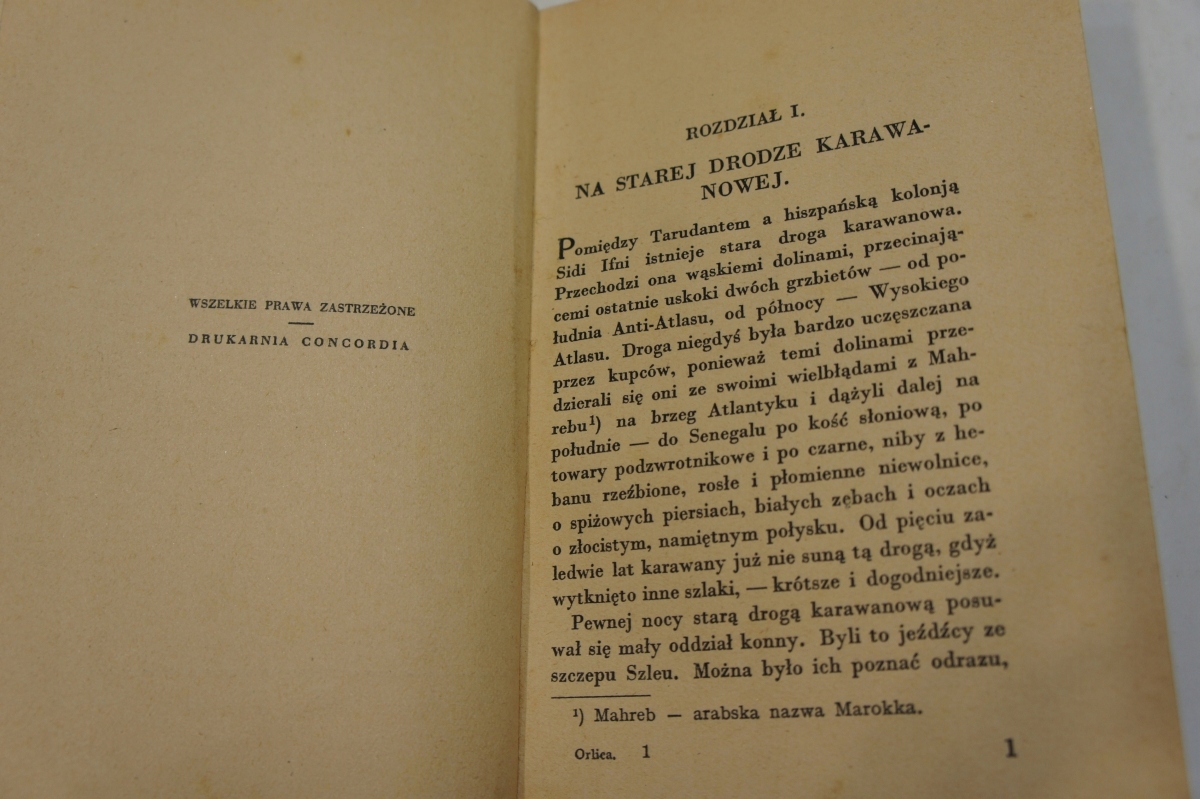 WSZELKIE PRAWA ZASTRZEŻONE
DRUKARNIA CONCORDIA
ROZDZIAŁ I.
NA STAREJ DRODZE KARAWA-
NOWEJ.
Pomiędzy Tarudantem a hiszpańską kolonją
Sidi Ifni istnieje stara droga karawanowa.
Przechodzi ona wąskiemi dolinami, przecinają-
cemi ostatnie uskoki dwóch grzbietów — od po-
łudnia Anti-Atlasu, od północy — Wysokiego
Atlasu. Droga niegdyś była bardzo uczęszczana
przez kupców, ponieważ temi dolinami prze-
dzierali się oni ze swoimi wielbłądami z Mah-
rebu¹) na brzeg Atlantyku i dążyli dalej na
południe — do Senegalu po kość słoniową, po
towary podzwrotnikowe i po czarne, niby z he-
banu rzeźbione, rosłe i płomienne niewolnice,
o spiżowych piersiach, białych zębach i oczach
o złocistym, namiętnym połysku. Od pięciu za-
ledwie lat karawany już nie suną tą drogą, gdyż
wytknięto inne szlaki, — krótsze i dogodniejsze.
Pewnej nocy starą drogą karawanową posu-
wał się mały oddział konny. Byli to jeźdźcy ze
szczepu Szleu. Można było ich poznać odrazu,
¹) Mahreb — arabska nazwa Marokka.
Orlica. 1
1